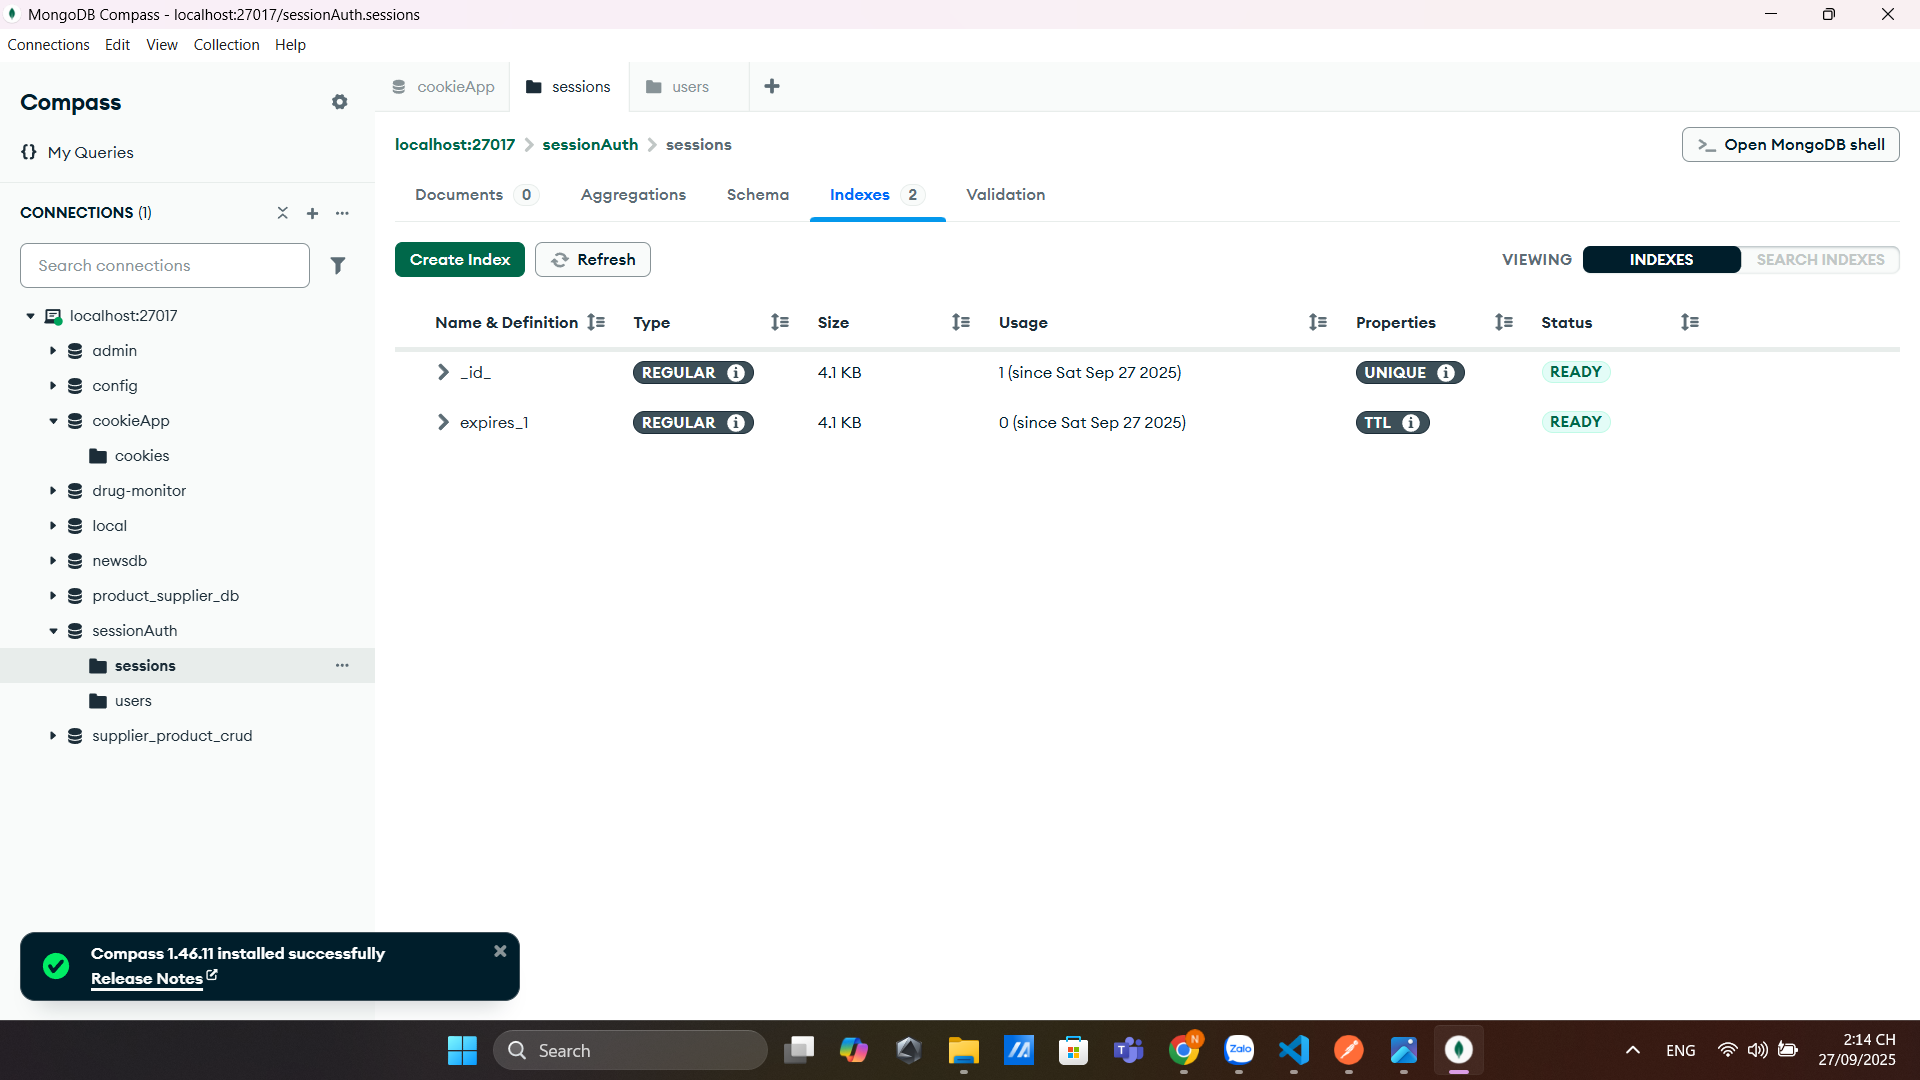 MongoDB Compass - localhost:27017/sessionAuth.sessions
Connections Edit View Collection Help
Compass
My Queries
CONNECTIONS (1)
Search connections
localhost:27017
admin
config
cookieApp
cookies
drug-monitor
local
newsdb
product_supplier_db
sessionAuth
sessions
users
supplier_product_crud
cookieApp sessions users
localhost:27017 sessionAuth sessions
Open MongoDB shell
Documents 0 Aggregations Schema Indexes 2 Validation
Create Index Refresh
VIEWING INDEXES SEARCH INDEXES
Name & Definition Type Size Usage Properties Status
_id_ REGULAR 4.1 KB 1 (since Sat Sep 27 2025) UNIQUE READY
expires_1 REGULAR 4.1 KB 0 (since Sat Sep 27 2025) TTL READY
Compass 1.46.11 installed successfully
Release Notes
Search
N
Zalo
ENG
2:14 CH
27/09/2025